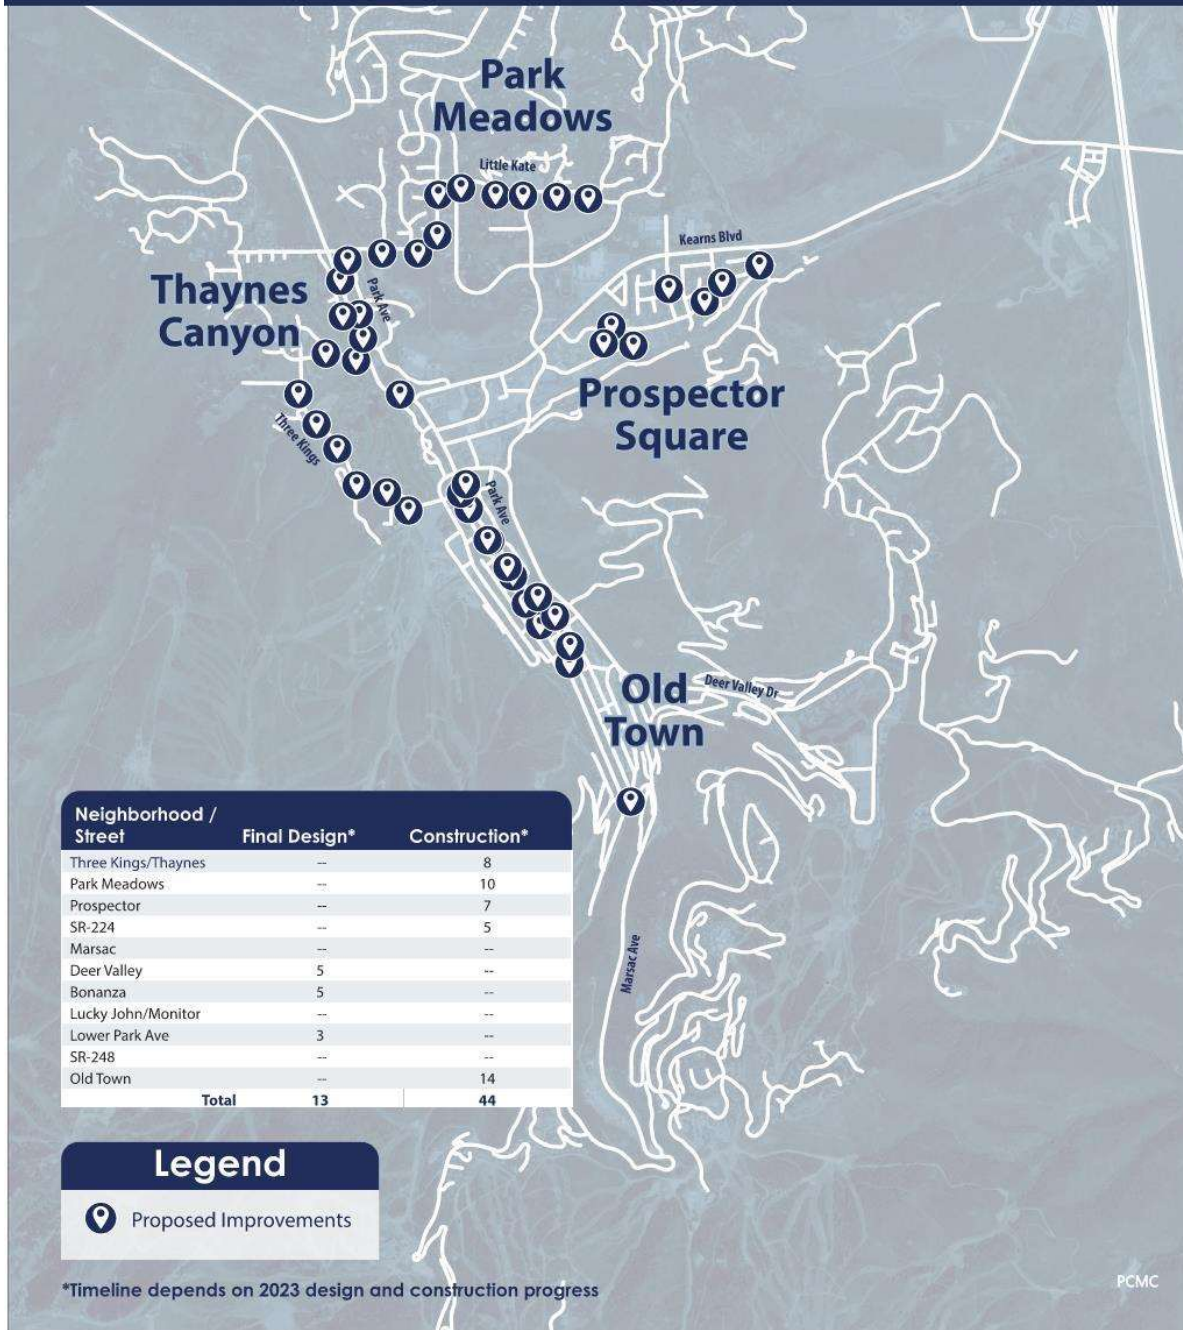 Park
Meadows
Little Kate
Kearns Blvd
Thaynes
Canyon
Park Ave
Prospector
Square
Three Kings
Park Ave
Old
Town
Deer Valley Dr
Marsac Ave
Neighborhood /
Street Final Design* Construction*
Three Kings/Thaynes -- 8
Park Meadows -- 10
Prospector -- 7
SR-224 -- 5
Marsac -- --
Deer Valley 5 --
Bonanza 5 --
Lucky John/Monitor -- --
Lower Park Ave 3 --
SR-248 -- --
Old Town -- 14
Total 13 44
Legend
Proposed Improvements
*Timeline depends on 2023 design and construction progress
PCMC